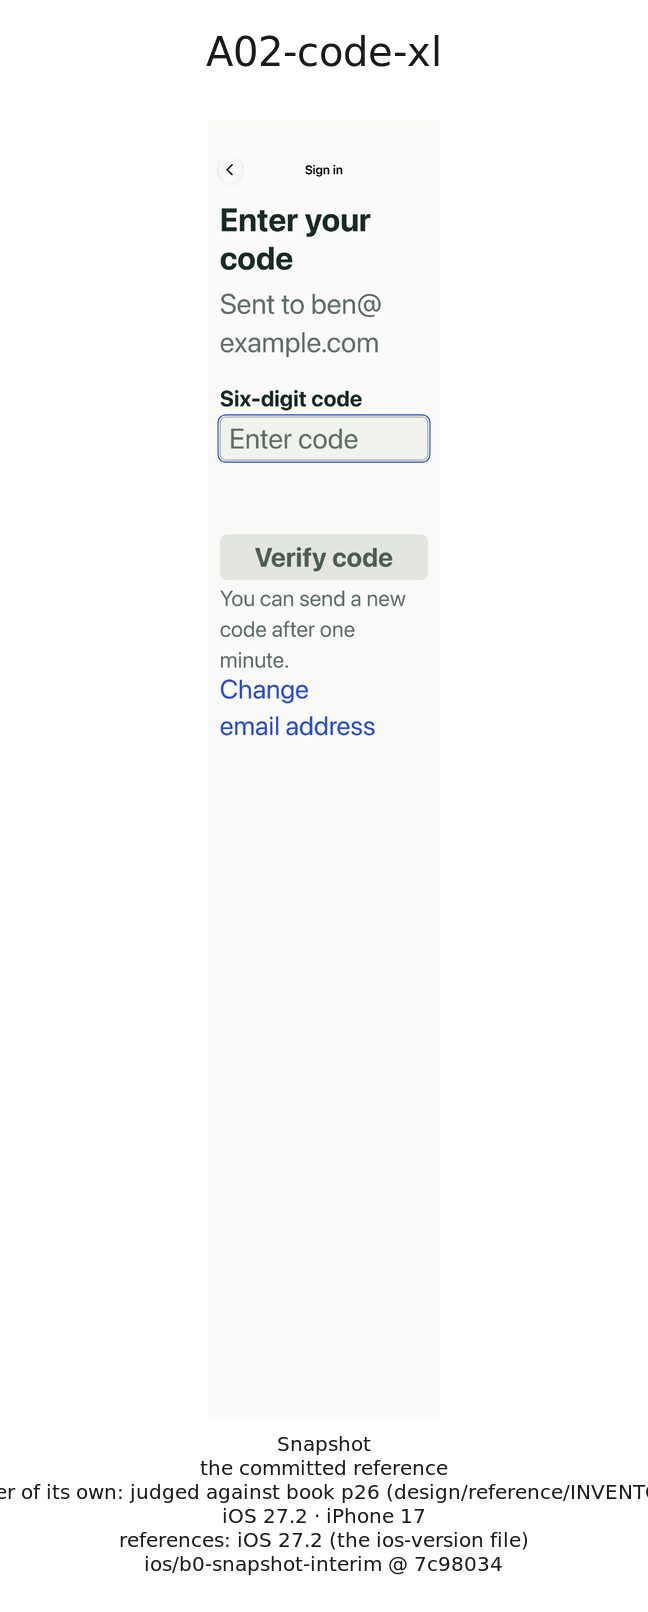 A02-code-xl
Sign in
Enter your
code
Sent to ben@
example.com
Six-digit code
Enter code
Verify code
You can send a new
code after one
minute.
Change
email address
Snapshot
the committed reference
of its own: judged against book p26 (design/reference/
iOS 27.2 · iPhone 17
references: iOS 27.2 (the ios-version file)
ios/b0-snapshot-interim @ 7c98034